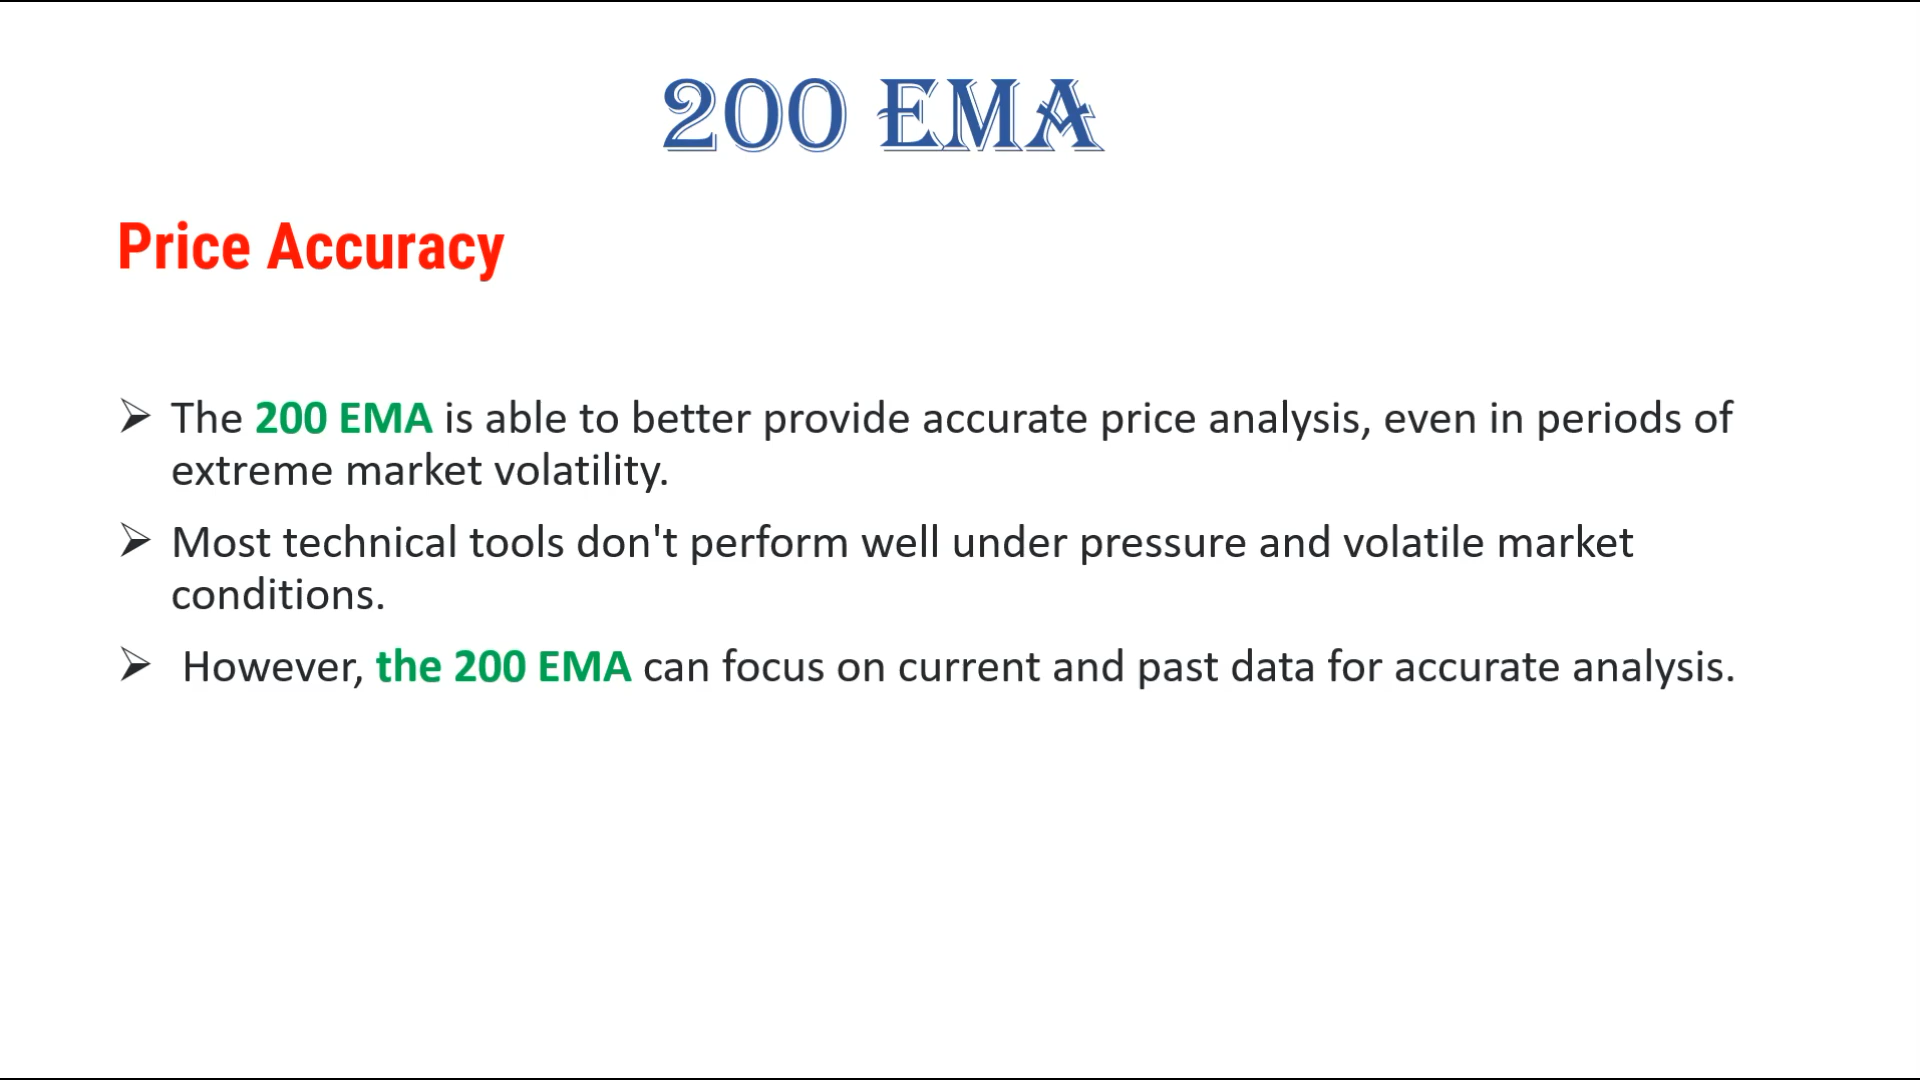 200 EMA
Price Accuracy
➢ The 200 EMA is able to better provide accurate price analysis, even in periods of
extreme market volatility.
➢ Most technical tools don't perform well under pressure and volatile market
conditions.
➢ However, the 200 EMA can focus on current and past data for accurate analysis.